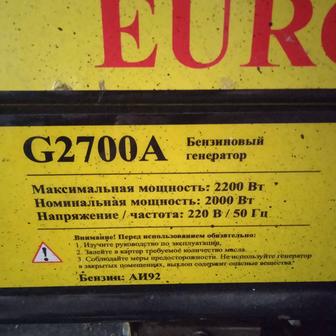 EURO
G2700A
Бензиновый
генератор
Максимальная мощность: 2200 Вт
Номинальная мощность: 2000 Вт
Напряжение / частота: 220 В / 50 Гц
Внимание! Перед использованием обязательно:
1. Изучите руководство по эксплуатации.
2. Залейте в картер требуемое количество масла.
3. Соблюдайте меры предосторожности. Не используйте генератор
в закрытых помещениях, выхлоп содержит опасные вещества.
Бензин: АИ92